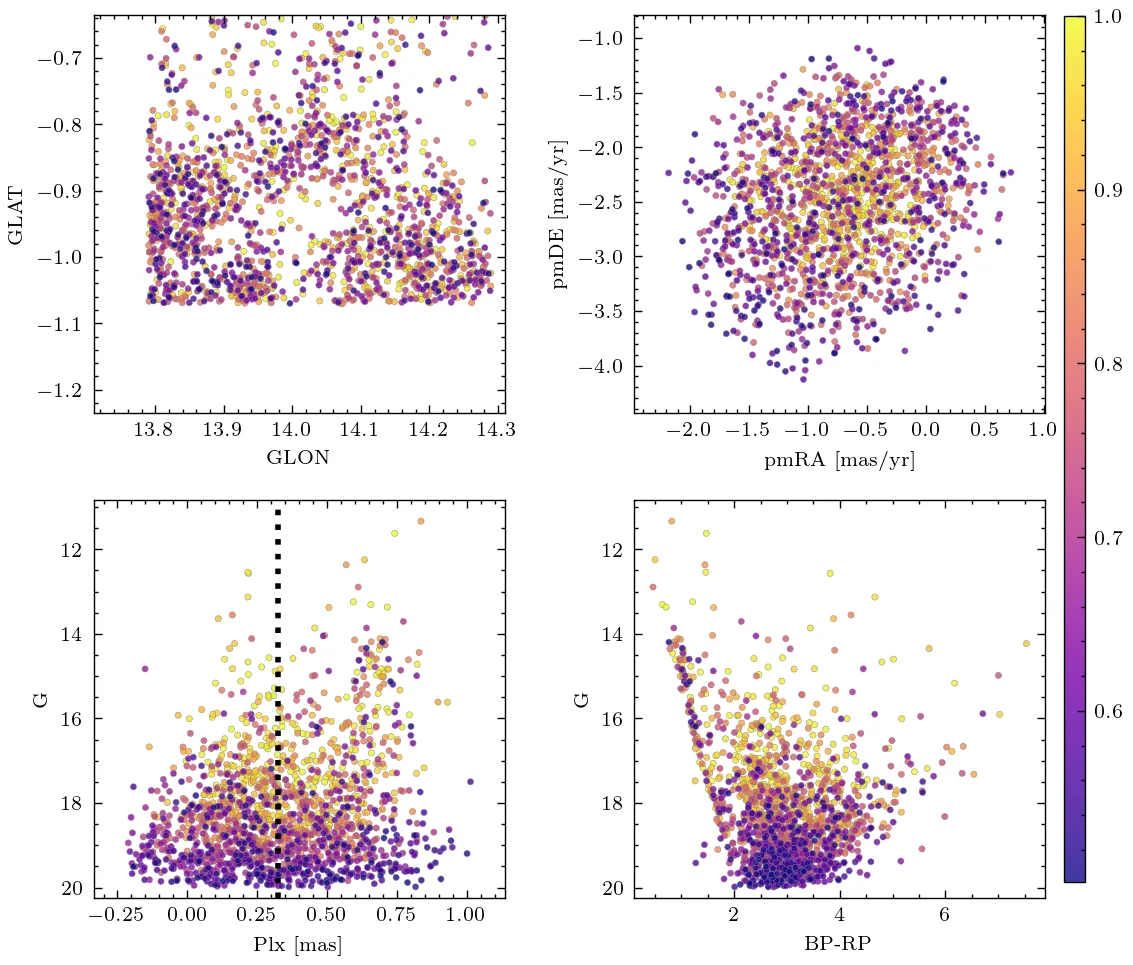 −0.7
−0.8
−0.9
−1.0
−1.1
−1.2
GLAT
13.8 13.9 14.0 14.1 14.2 14.3
GLON
−1.0
−1.5
−2.0
−2.5
−3.0
−3.5
−4.0
pmDE [mas/yr]
−2.0 −1.5 −1.0 −0.5 0.0 0.5 1.0
pmRA [mas/yr]
12
14
16
18
20
G
−0.25 0.00 0.25 0.50 0.75 1.00
Plx [mas]
12
14
16
18
20
G
2 4 6
BP-RP
1.0
0.9
0.8
0.7
0.6